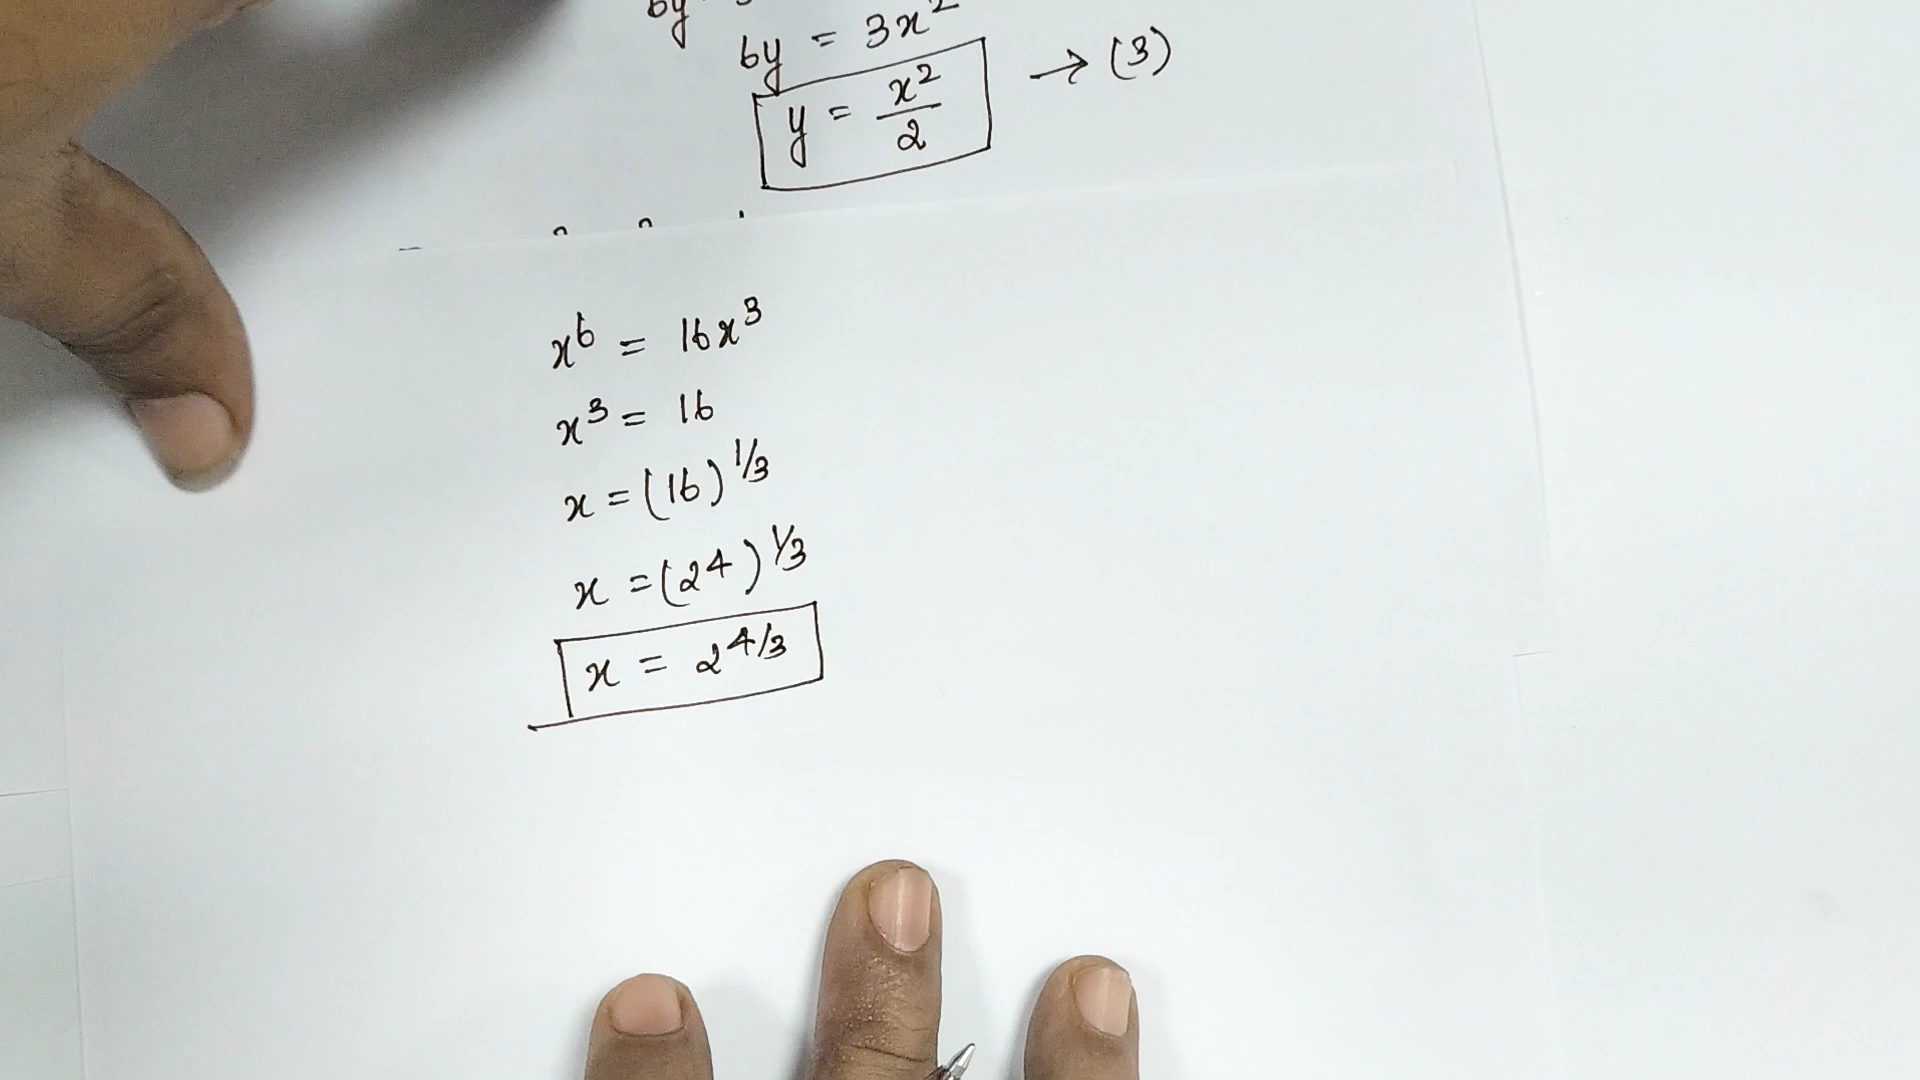 6y = 3x²
y = x²/2 → (3)
x⁶ = 16x³
x³ = 16
x = (16)^1/3
x = (2⁴)^1/3
x = 2^4/3